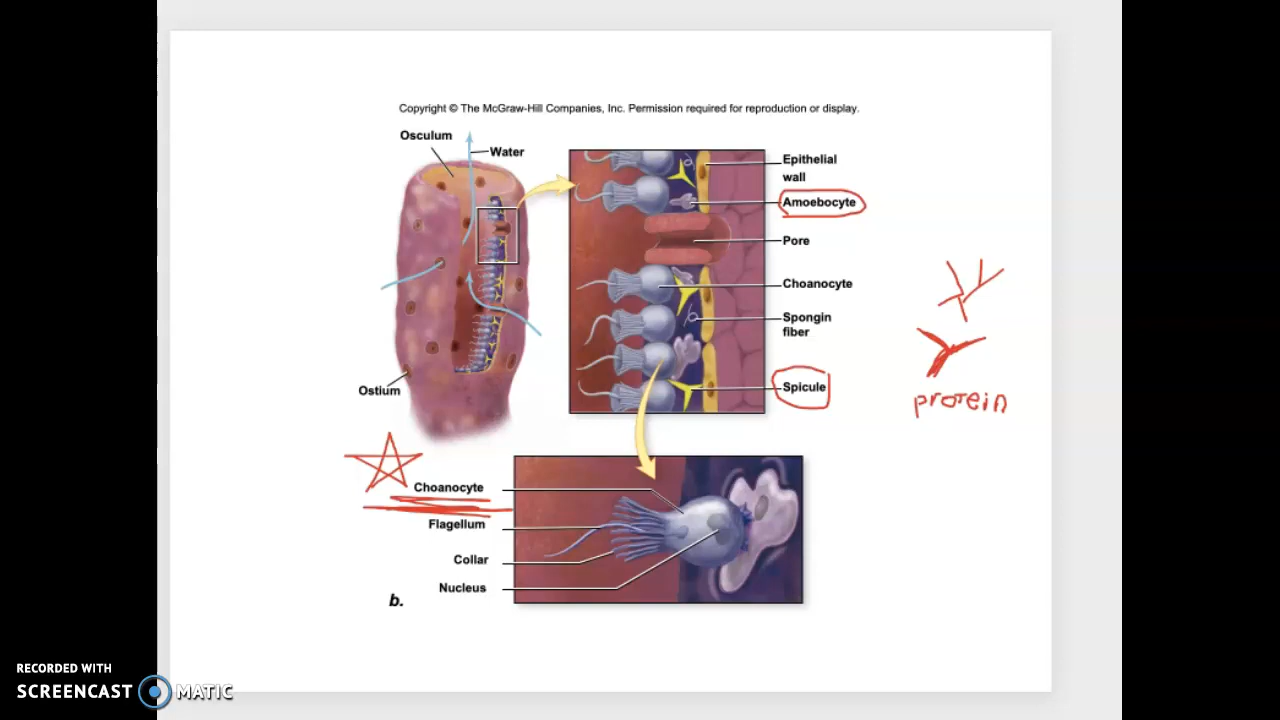 Copyright © The McGraw-Hill Companies, Inc. Permission required for reproduction or display.
Osculum
Water
Ostium
Epithelial
wall
Amoebocyte
Pore
Choanocyte
Spongin
fiber
Spicule
protein
Choanocyte
Flagellum
Collar
Nucleus
b.
RECORDED WITH
SCREENCAST MATIC